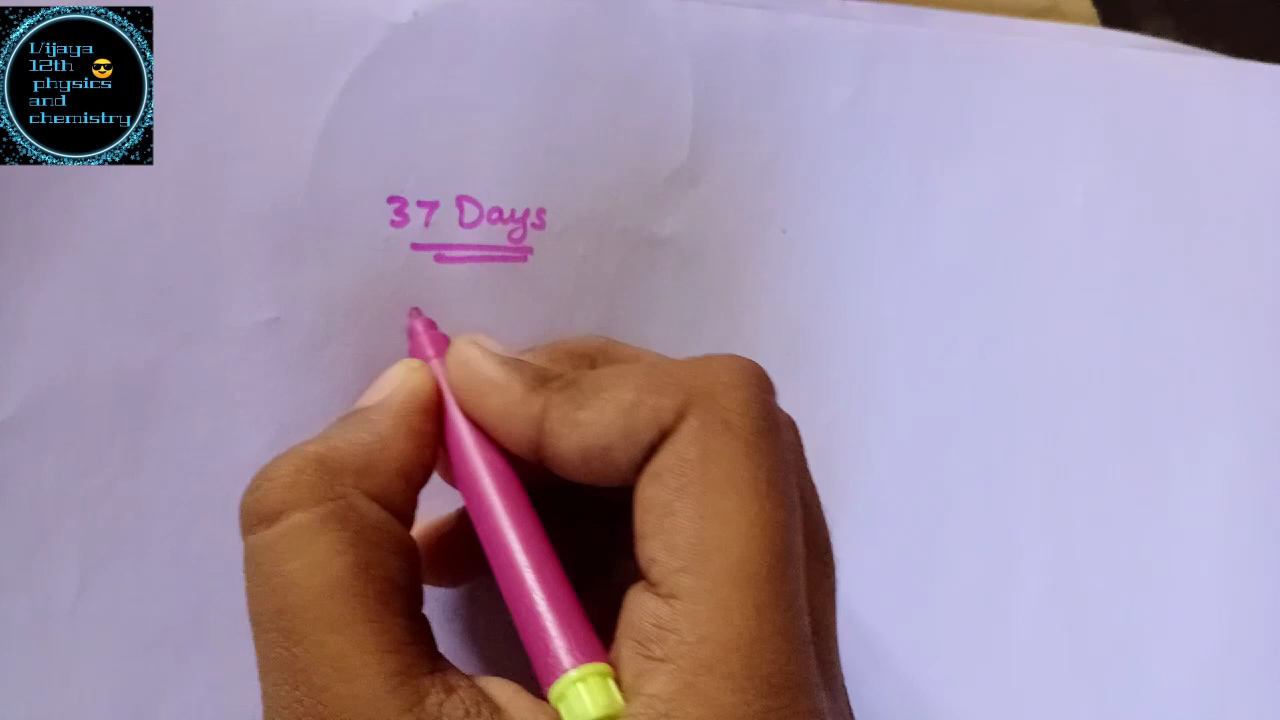 Vijaya
12th 😎
physics
and
chemistry
37 Days